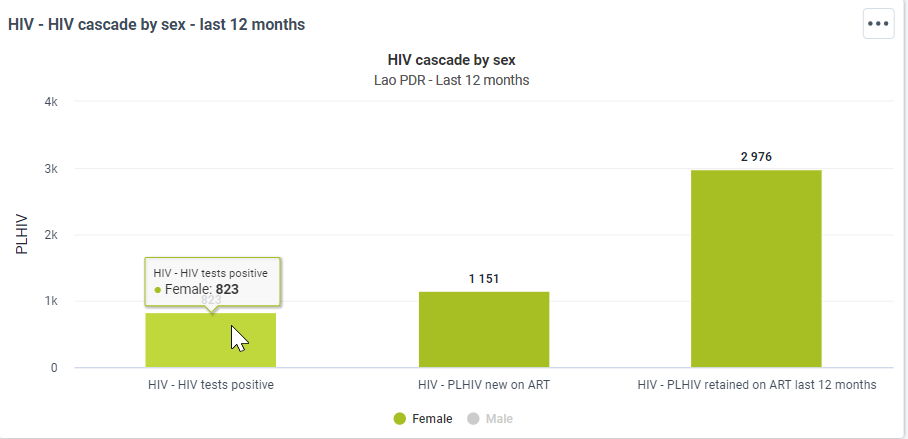 HIV - HIV cascade by sex - last 12 months
HIV cascade by sex
Lao PDR - Last 12 months
PLHIV
4k
3k
2k
1k
0
2 976
1 151
823
HIV - HIV tests positive
Female: 823
HIV - HIV tests positive
HIV - PLHIV new on ART
HIV - PLHIV retained on ART last 12 months
Female
Male